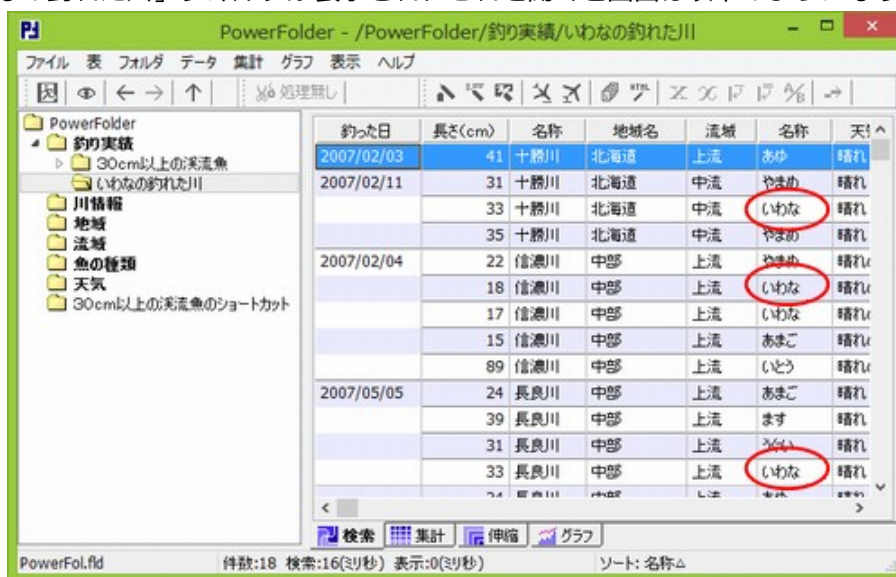 PowerFolder - /PowerFolder/釣り実績/いわなの釣れた川
ファイル 表 フォルダ データ 集計 グラフ 表示 ヘルプ
処理無し
PowerFolder
釣り実績
30cm以上の渓流魚
いわなの釣れた川
川情報
地域
流域
魚の種類
天気
30cm以上の渓流魚のショートカット
釣った日 長さ(cm) 名称 地域名 流域 名称
2007/02/03 41 十勝川 北海道 上流 あゆ 晴れ
2007/02/11 31 十勝川 北海道 中流 やまめ 晴れ
33 十勝川 北海道 中流 いわな 晴れ
35 十勝川 北海道 中流 やまめ 晴れ
2007/02/04 22 信濃川 中部 上流 やまめ 晴れ
18 信濃川 中部 上流 いわな 晴れ
17 信濃川 中部 上流 いわな 晴れ
15 信濃川 中部 上流 あまご 晴れ
89 信濃川 中部 上流 いとう 晴れ
2007/05/05 24 長良川 中部 上流 あまご 晴れ
39 長良川 中部 上流 ます 晴れ
31 長良川 中部 上流 うぐい 晴れ
33 長良川 中部 上流 いわな 晴れ
検索 集計 伸縮 グラフ
PowerFol.fld 件数:18 検索:16(ミリ秒) 表示:0(ミリ秒) ソート: 名称△